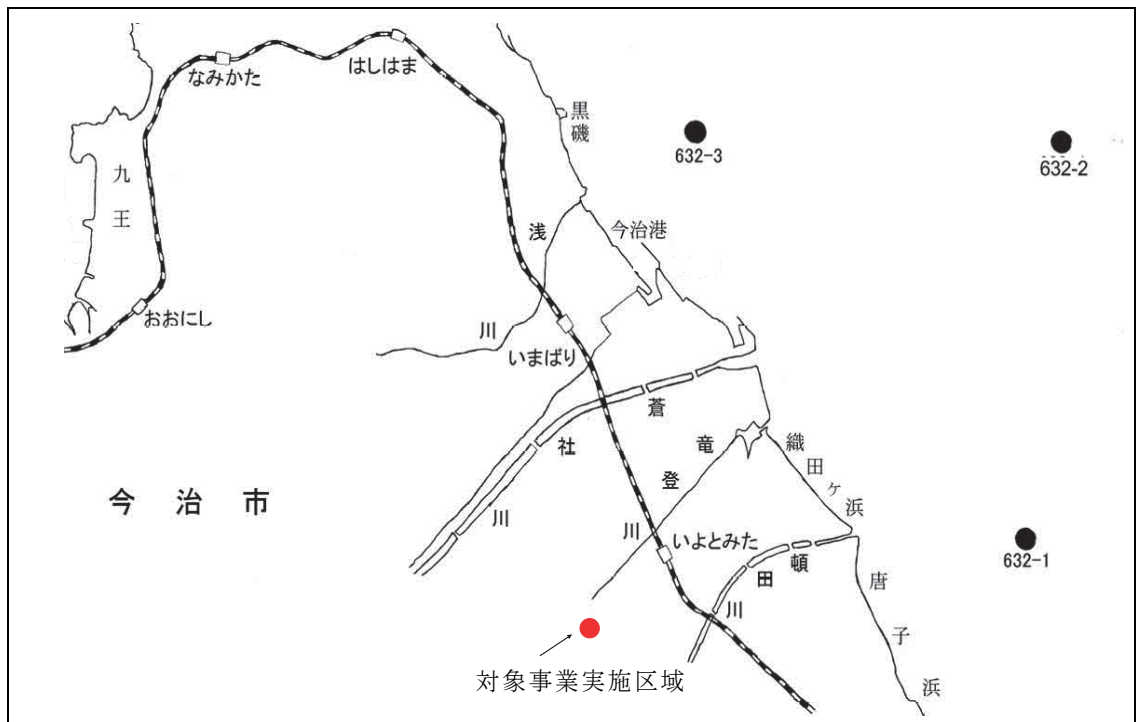 なみかた
はしはま
黒磯
632-3
632-2
九王
浅川
今治港
おおにし
いまばり
蒼社川
竜登川
織田ヶ浜
今治市
いよとみた
頓田川
632-1
唐子浜
対象事業実施区域